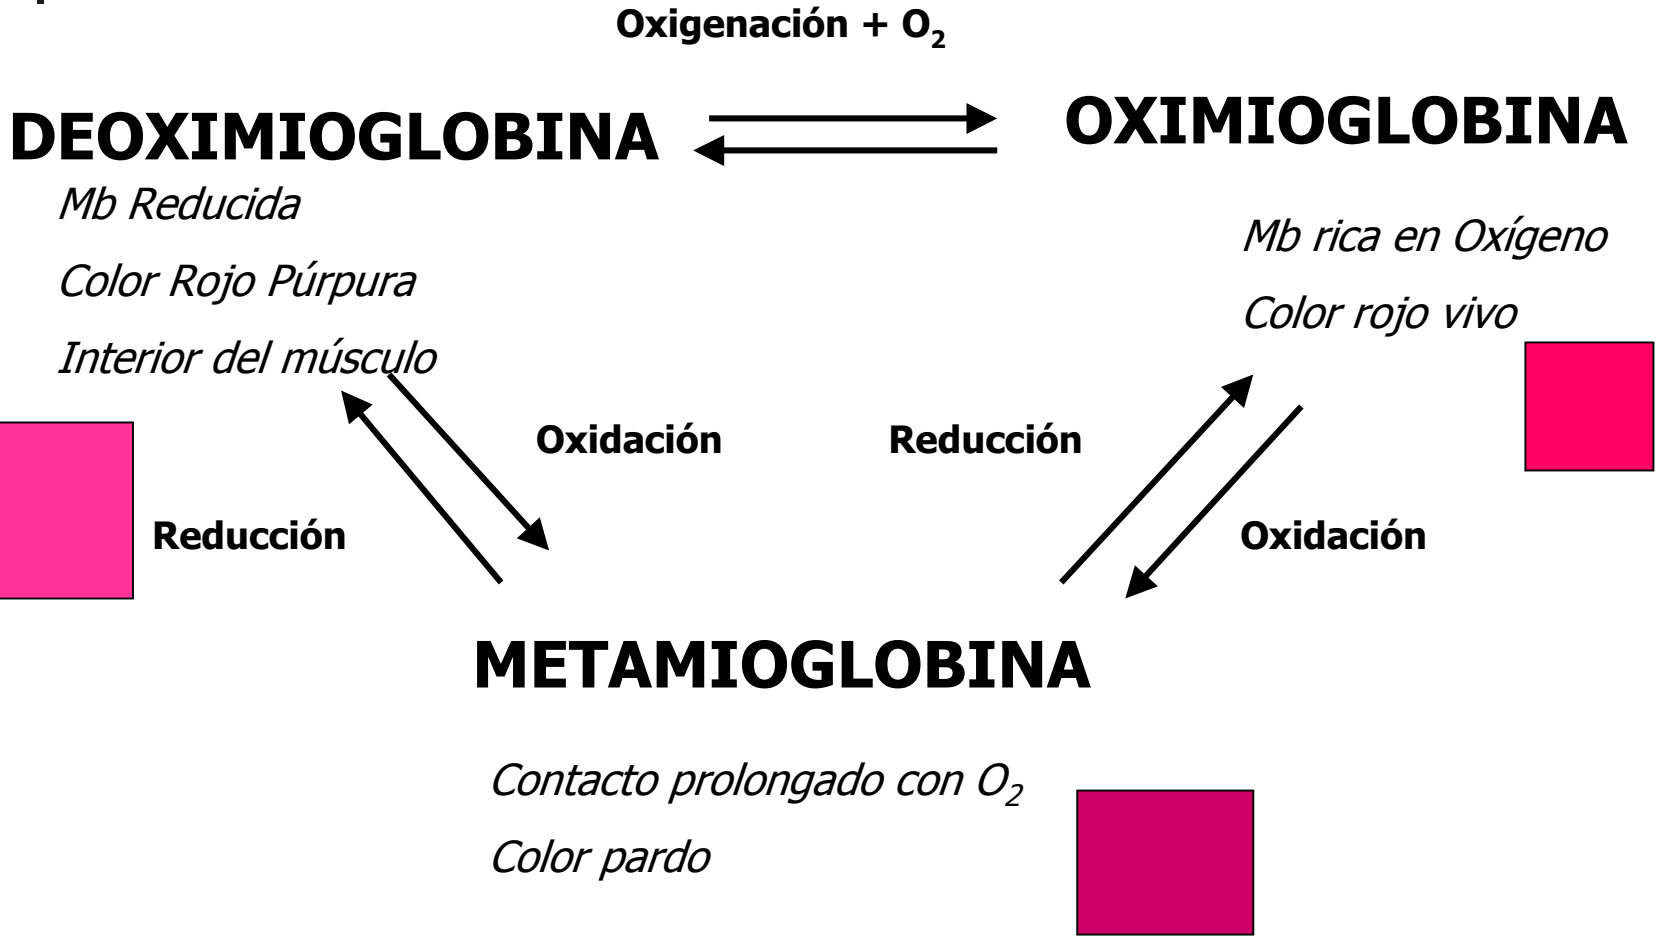 Oxigenación + O₂
DEOXIMIOGLOBINA
OXIMIOGLOBINA
Mb Reducida
Color Rojo Púrpura
Interior del músculo
Mb rica en Oxígeno
Color rojo vivo
Oxidación
Reducción
Reducción
Oxidación
METAMIOGLOBINA
Contacto prolongado con O₂
Color pardo